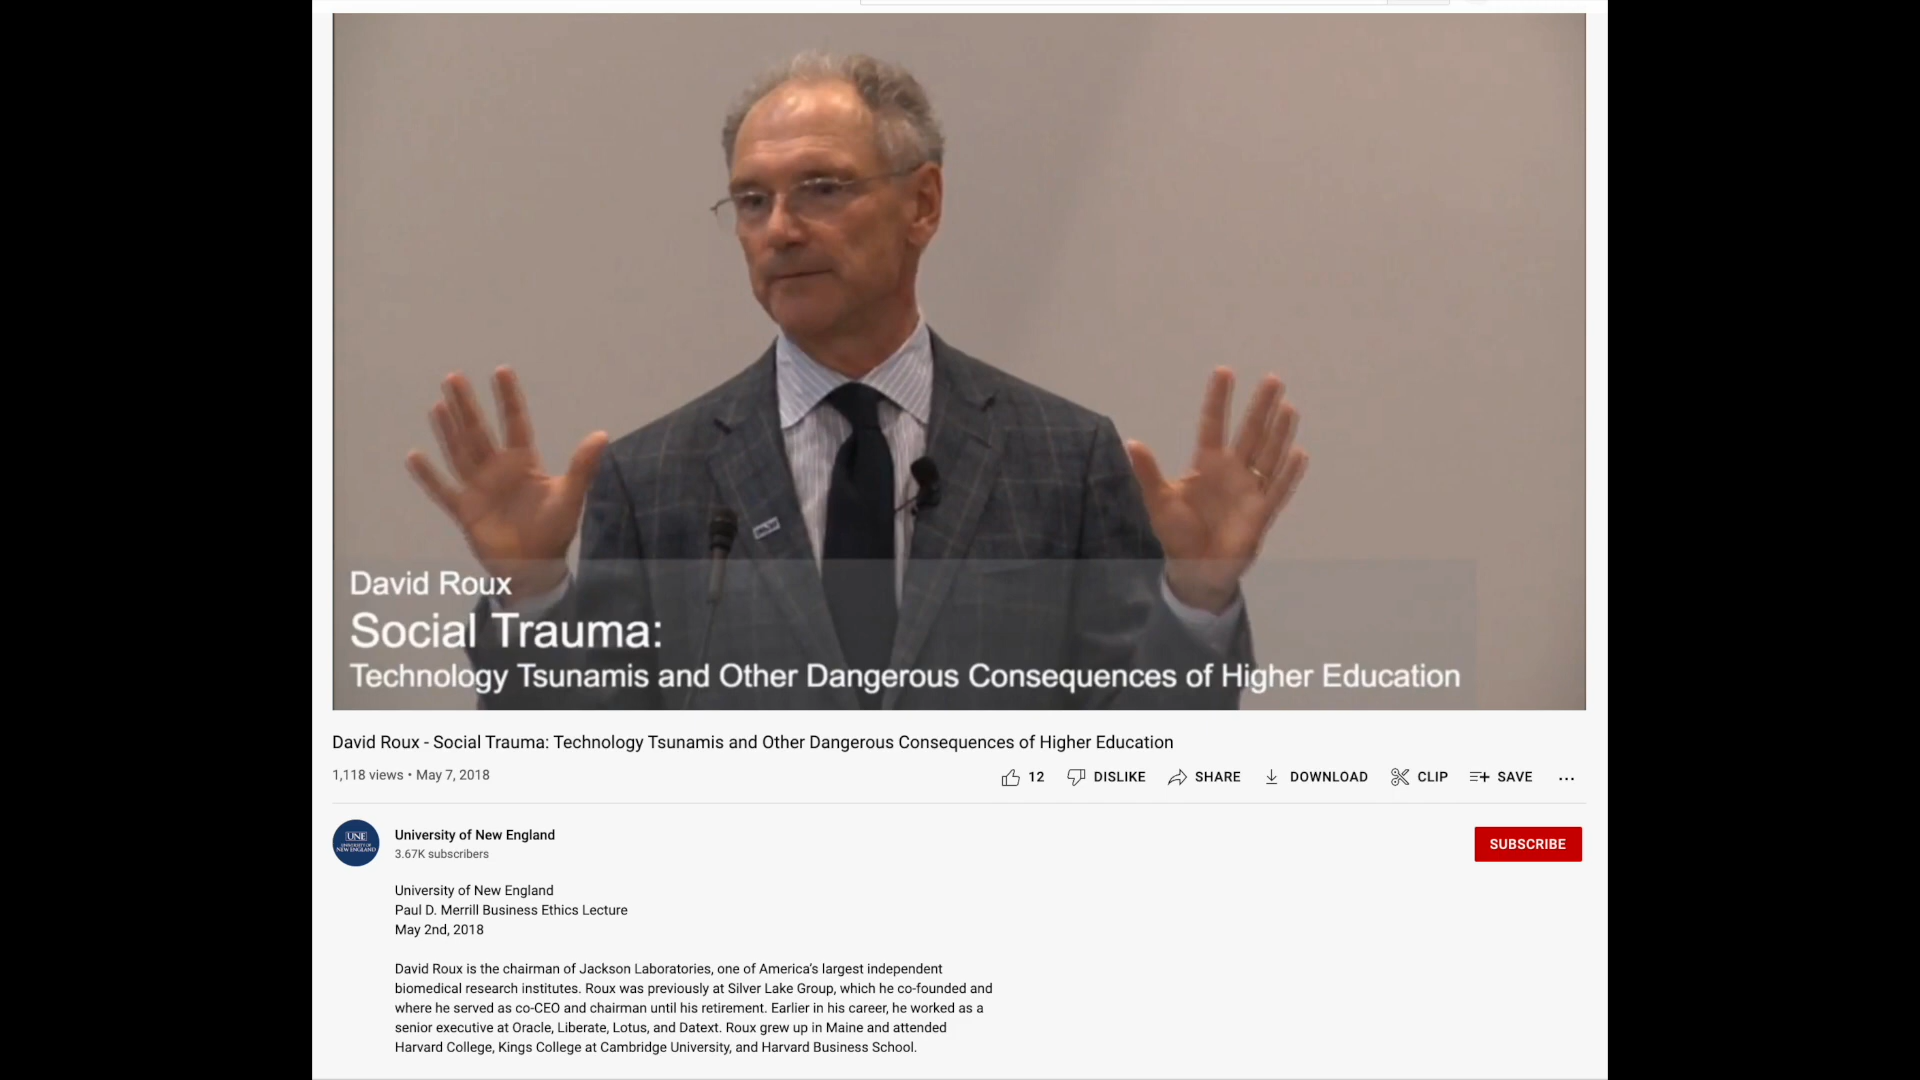 David Roux
Social Trauma:
Technology Tsunamis and Other Dangerous Consequences of Higher Education
David Roux - Social Trauma: Technology Tsunamis and Other Dangerous Consequences of Higher Education
1,118 views • May 7, 2018
12 DISLIKE SHARE DOWNLOAD CLIP SAVE ...
UNE
UNIVERSITY OF
NEW ENGLAND
University of New England
3.67K subscribers
SUBSCRIBE
University of New England
Paul D. Merrill Business Ethics Lecture
May 2nd, 2018
David Roux is the chairman of Jackson Laboratories, one of America's largest independent
biomedical research institutes. Roux was previously at Silver Lake Group, which he co-founded and
where he served as co-CEO and chairman until his retirement. Earlier in his career, he worked as a
senior executive at Oracle, Liberate, Lotus, and Datext. Roux grew up in Maine and attended
Harvard College, Kings College at Cambridge University, and Harvard Business School.